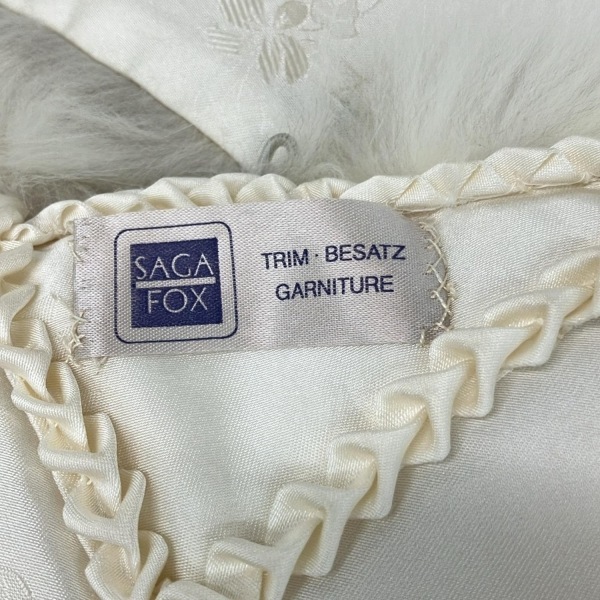 SAGA
FOX
TRIM · BESATZ
GARNITURE